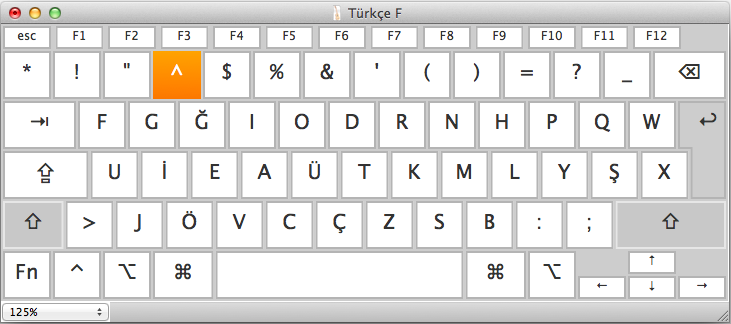 Türkçe F
esc F1 F2 F3 F4 F5 F6 F7 F8 F9 F10 F11 F12
* ! " ^ $ % & ' ( ) = ? _ ⌫
⇥ F G Ğ I O D R N H P Q W ↩
⇪ U İ E A Ü T K M L Y Ş X
⇧ > J Ö V C Ç Z S B : ; ⇧
Fn ^ ⌥ ⌘ ⌘ ⌥ ← ↑ ↓ →
125%